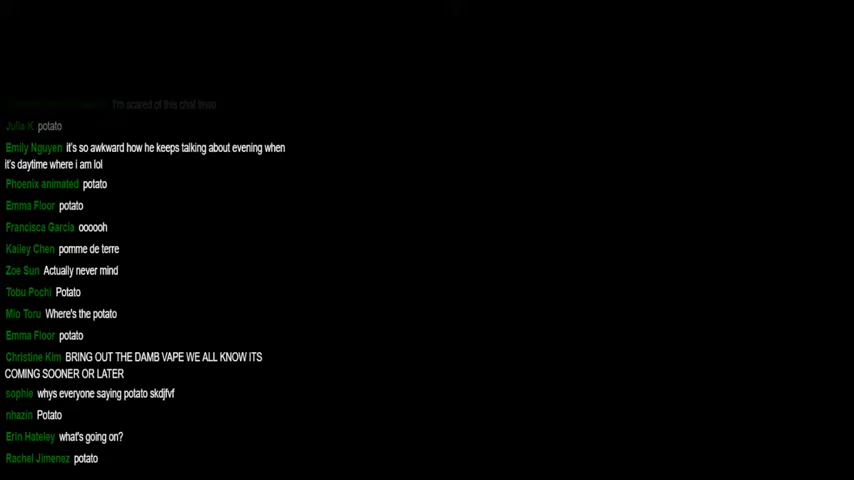 I'm scared of this chat lmao
Julia K potato
Emily Nguyen it's so awkward how he keeps talking about evening when
it's daytime where i am lol
Phoenix animated potato
Emma Floor potato
Francisca García oooooh
Kailey Chen pomme de terre
Zoe Sun Actually never mind
Tobu Pochi Potato
Mio Toru Where's the potato
Emma Floor potato
Christine Kim BRING OUT THE DAMB VAPE WE ALL KNOW ITS
COMING SOONER OR LATER
sophie whys everyone saying potato skdjfvf
nhazin Potato
Erin Hateley what's going on?
Rachel Jimenez potato